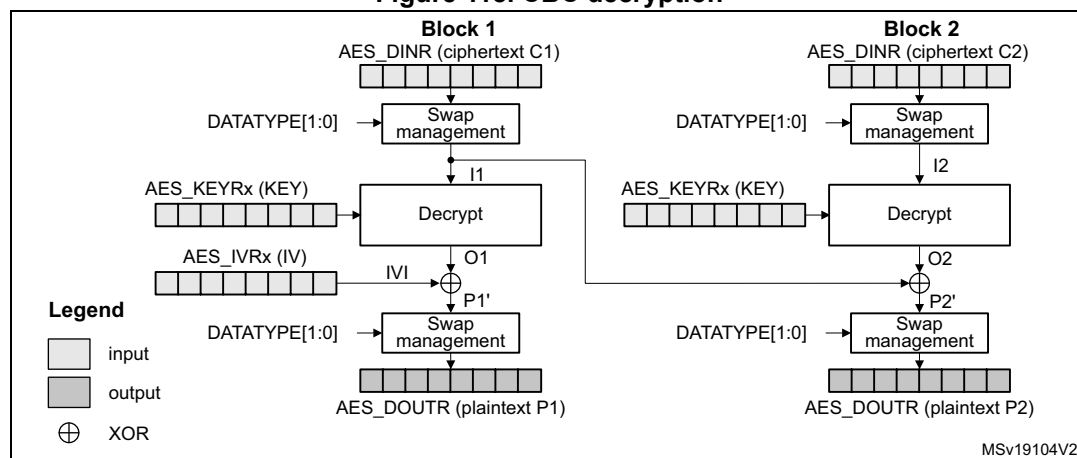 Figure CBC decryption
Block 1
Block 2
AES_DINR (ciphertext C1)
AES_DINR (ciphertext C2)
DATATYPE[1:0]
Swap
management
DATATYPE[1:0]
Swap
management
I1
I2
AES_KEYRx (KEY)
Decrypt
AES_KEYRx (KEY)
Decrypt
AES_IVRx (IV)
O1
O2
IVI
P1'
P2'
Legend
input
output
XOR
DATATYPE[1:0]
Swap
management
DATATYPE[1:0]
Swap
management
AES_DOUTR (plaintext P1)
AES_DOUTR (plaintext P2)
MSv19104V2